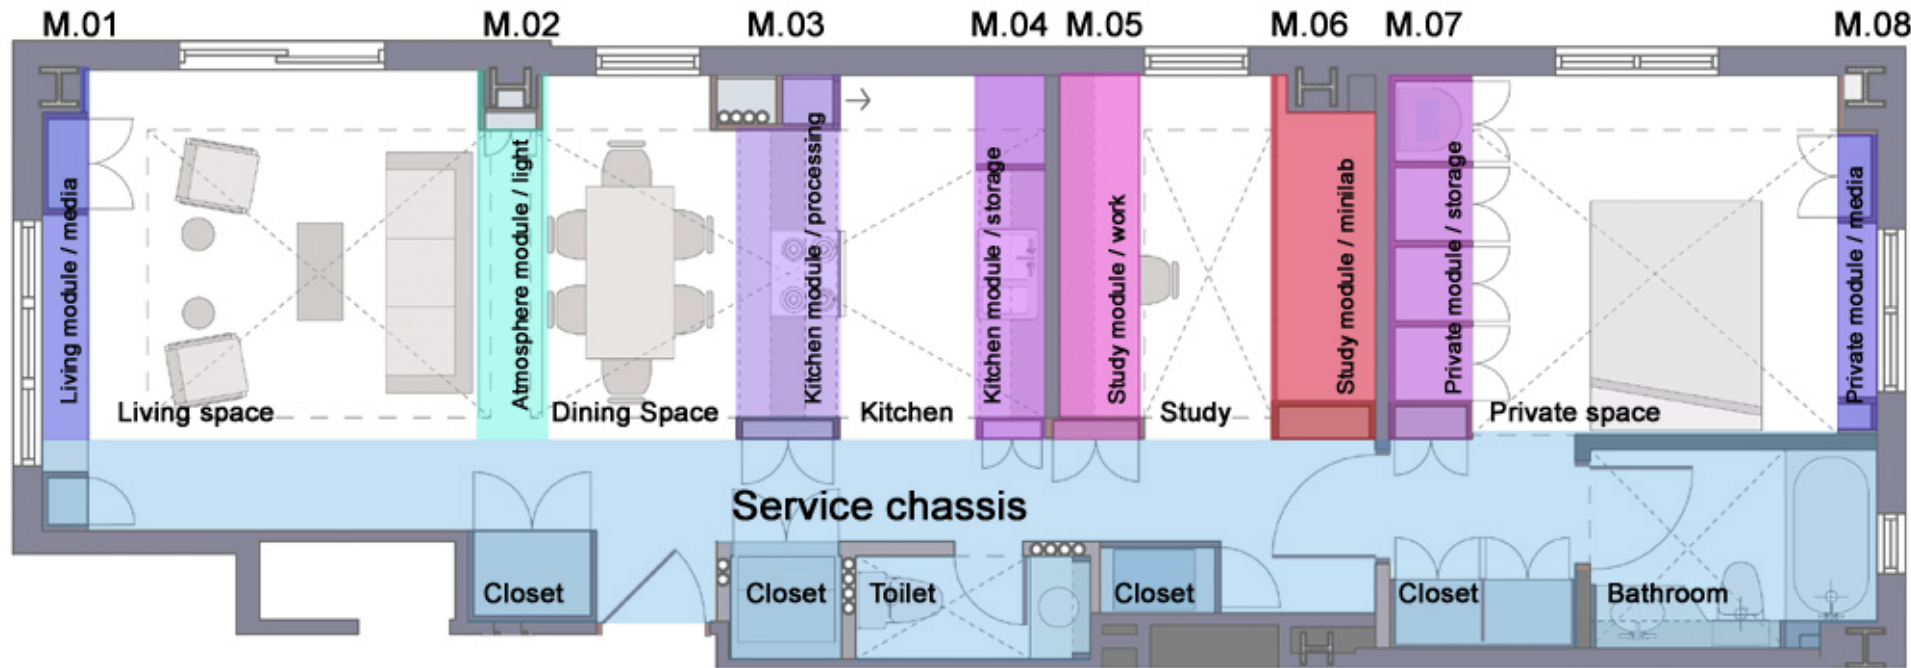 M.01
M.02
M.03
M.04
M.05
M.06
M.07
M.08
Living module / media
Atmosphere module / light
Kitchen module / processing
Kitchen module / storage
Study module / work
Study module / minilab
Private module / storage
Private module / media
Living space
Dining Space
Kitchen
Study
Private space
Service chassis
Closet
Closet
Toilet
Closet
Closet
Bathroom